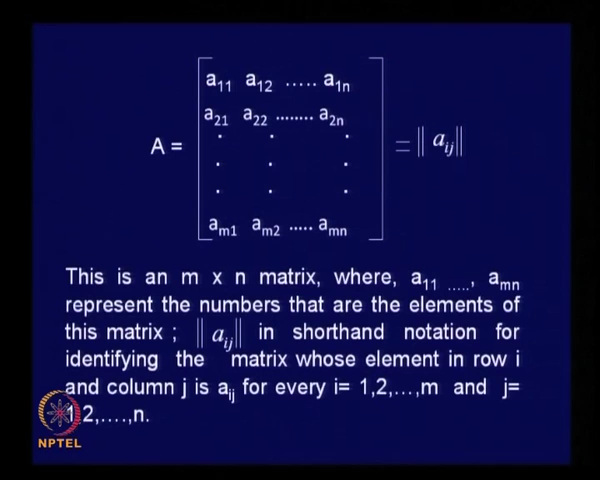 a11 a12 ..... a1n
a21 a22 ........ a2n
. . .
A = . . . = || aij ||
. . .
am1 am2 ..... amn
This is an m x n matrix, where, a11 ....., amn
represent the numbers that are the elements of
this matrix ; || aij || in shorthand notation for
identifying the matrix whose element in row i
and column j is aij for every i= 1,2,...,m and j=
1,2,....,n.
NPTEL